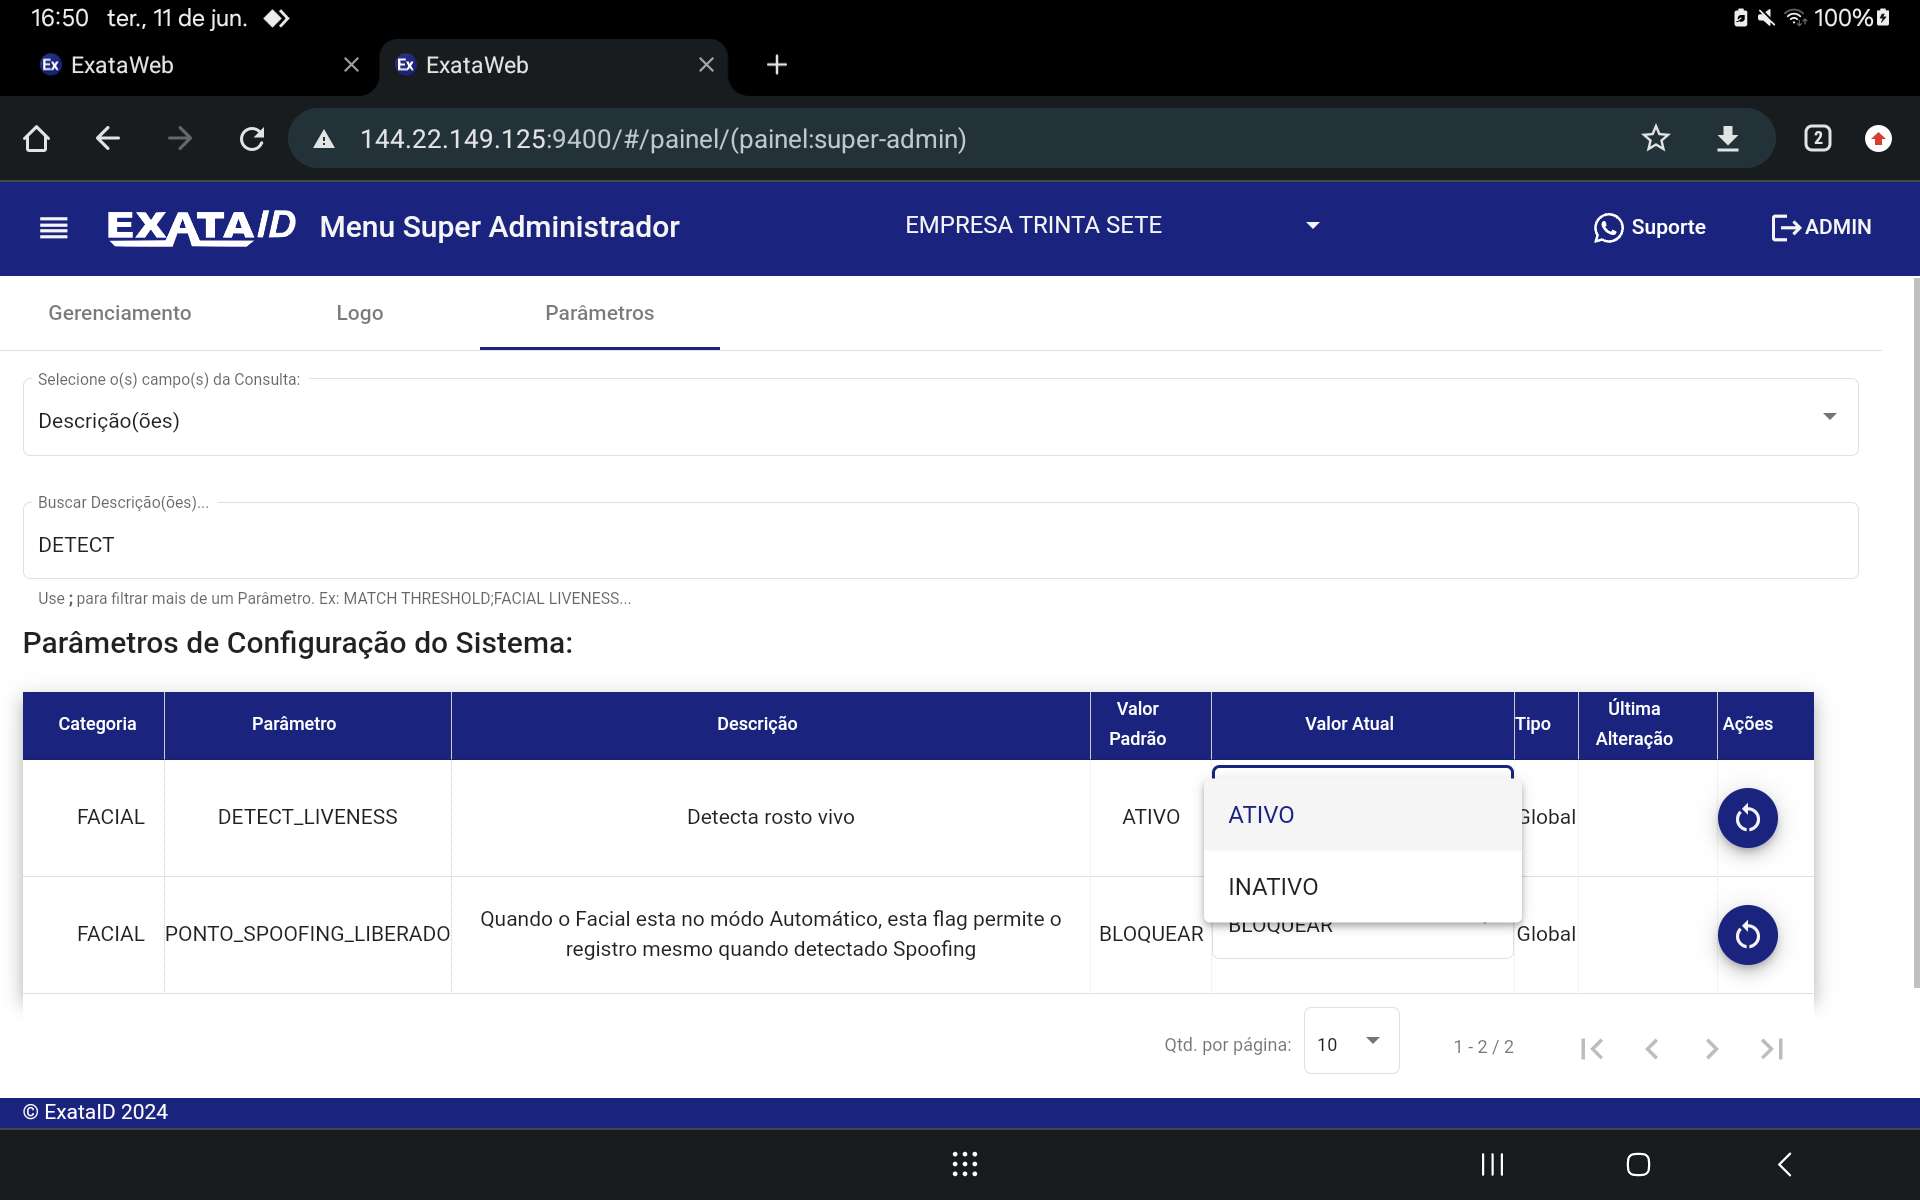 16:50 ter., 11 de jun. 100%
Ex ExataWeb Ex ExataWeb
144.22.149.125:9400/#/painel/(painel:super-admin) 2
EXATAID Menu Super Administrador EMPRESA TRINTA SETE Suporte ADMIN
Gerenciamento Logo Parâmetros
Selecione o(s) campo(s) da Consulta:
Descrição(ões)
Buscar Descrição(ões)...
DETECT
Use ; para filtrar mais de um Parâmetro. Ex: MATCH THRESHOLD;FACIAL LIVENESS...
Parâmetros de Configuração do Sistema:
Categoria Parâmetro Descrição Valor Padrão Valor Atual Tipo Última Alteração Ações
FACIAL DETECT_LIVENESS Detecta rosto vivo ATIVO ATIVO Global
INATIVO
FACIAL PONTO_SPOOFING_LIBERADO Quando o Facial esta no módo Automático, esta flag permite o
registro mesmo quando detectado Spoofing BLOQUEAR BLOQUEAR Global
Qtd. por página: 10 1 - 2 / 2
© ExataID 2024